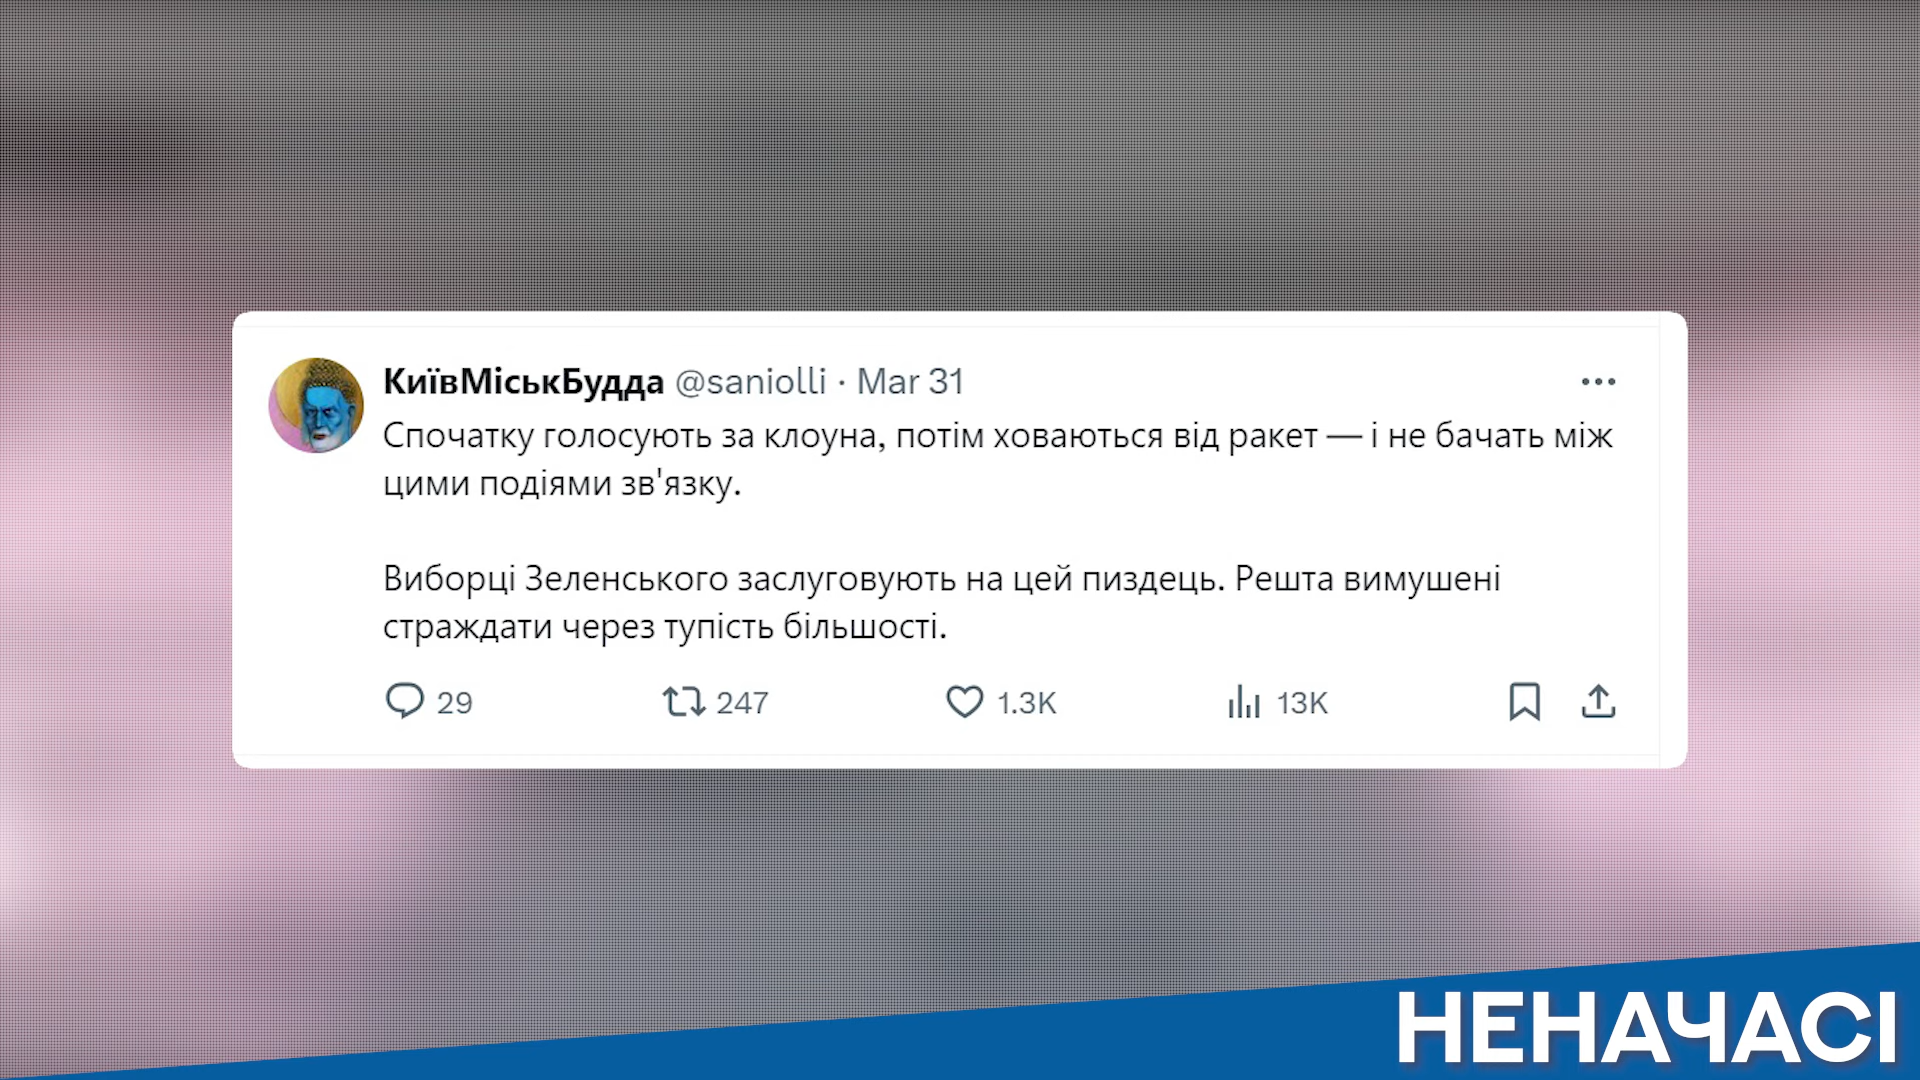 КиївМіськБудда @saniolli · Mar 31
Спочатку голосують за клоуна, потім ховаються від ракет — і не бачать між
цими подіями зв'язку.
Виборці Зеленського заслуговують на цей пиздець. Решта вимушені
страждати через тупість більшості.
29 247 1.3K 13K
НЕНАЧАСІ